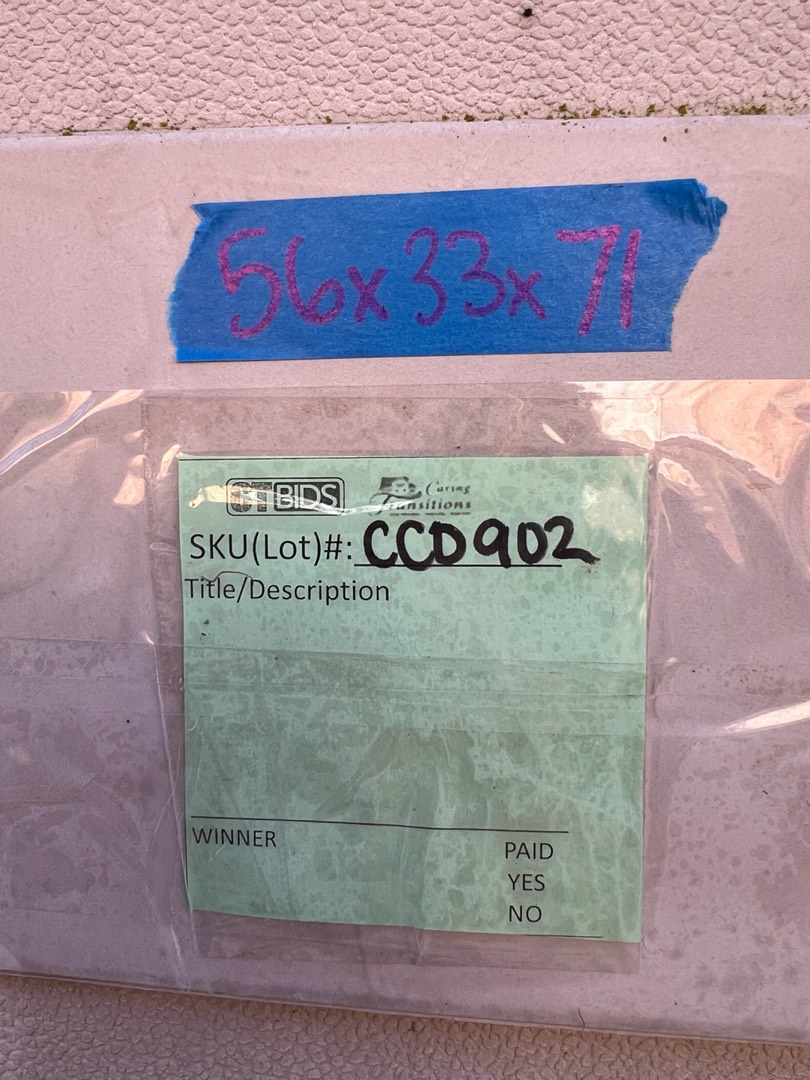 56x33x71
CTBIDS
Caring
Transitions
SKU(Lot)#: CCD902
Title/Description
WINNER
PAID
YES
NO